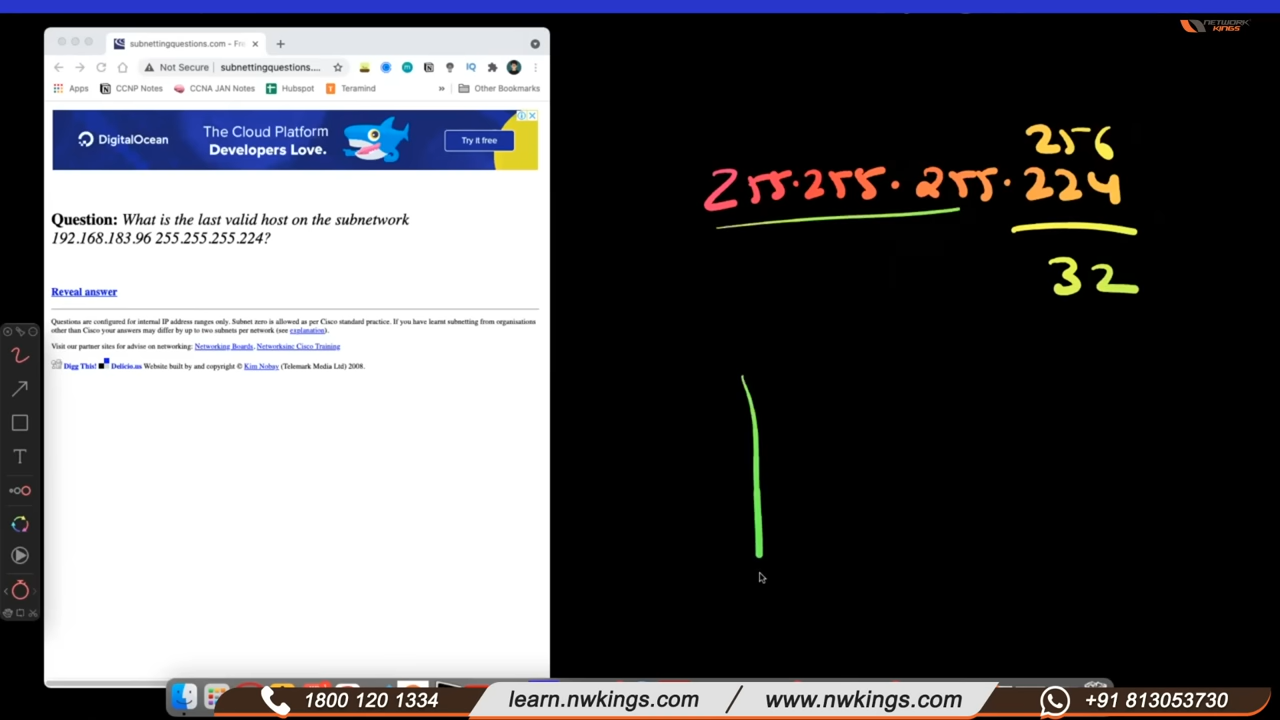 NETWORK
KINGS
subnettingquestions.com - Fre
Not Secure
subnettingquestions....
Apps
CCNP Notes
CCNA JAN Notes
Hubspot
Teramind
»
Other Bookmarks
DigitalOcean
The Cloud Platform
Developers Love.
Try it free
Question: What is the last valid host on the subnetwork
192.168.183.96 255.255.255.224?
Reveal answer
Questions are configured for internal IP address ranges only. Subnet zero is allowed as per Cisco standard practice. If you have learnt subnetting from organisations
other than Cisco your answers may differ by up to two subnets per network (see explanation).
Visit our partner sites for advise on networking: Networking Boards, Networksinc Cisco Training
Digg This! Delicio.us Website built by and copyright © Kim Nobay (Telemark Media Ltd) 2008.
256
255.255.255.224
32
T
1800 120 1334
learn.nwkings.com / www.nwkings.com
+91 813053730